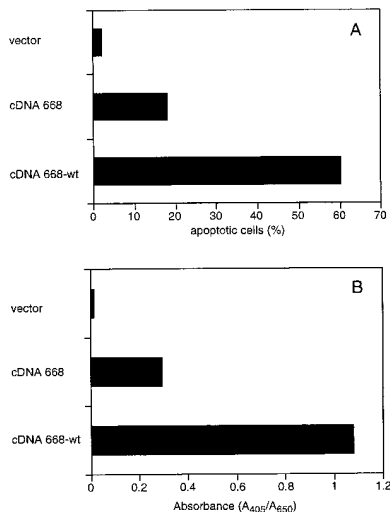 A
vector
cDNA 668
cDNA 668-wt
0 10 20 30 40 50 60 70
apoptotic cells (%)
B
vector
cDNA 668
cDNA 668-wt
0 0.2 0.4 0.6 0.8 1 1.2
Absorbance (A405/A650)